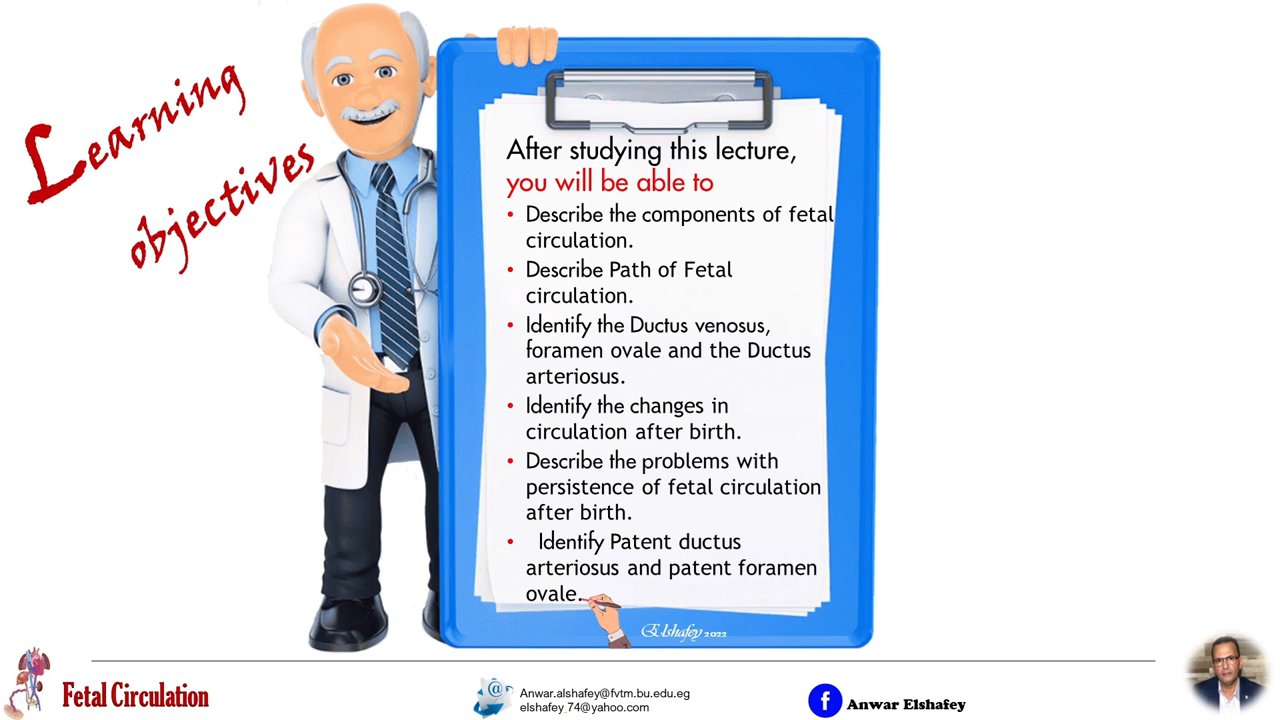 Learning
objectives
After studying this lecture,
you will be able to
• Describe the components of fetal
circulation.
• Describe Path of Fetal
circulation.
• Identify the Ductus venosus,
foramen ovale and the Ductus
arteriosus.
• Identify the changes in
circulation after birth.
• Describe the problems with
persistence of fetal circulation
after birth.
• Identify Patent ductus
arteriosus and patent foramen
ovale.
Elshafey 2022
Fetal Circulation
@
Anwar.alshafey@fvtm.bu.edu.eg
elshafey 74@yahoo.com
f
Anwar Elshafey